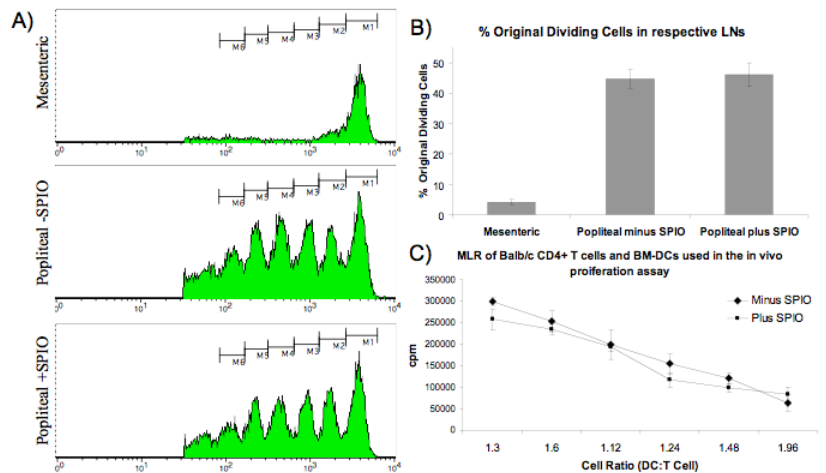 A)
Mesenteric
M6 M5 M4 M3 M2 M1
10^0 10^1 10^2 10^3 10^4
Popliteal -SPIO
M6 M5 M4 M3 M2 M1
10^0 10^1 10^2 10^3 10^4
Popliteal +SPIO
M6 M5 M4 M3 M2 M1
10^0 10^1 10^2 10^3 10^4
B)
% Original Dividing Cells in respective LNs
% Original Dividing Cells
50
40
30
20
10
0
Mesenteric Popliteal minus SPIO Popliteal plus SPIO
C)
MLR of Balb/c CD4+ T cells and BM-DCs used in the in vivo
profieration assay
Minus SPIO
Plus SPIO
cpm
350000
300000
250000
200000
150000
100000
50000
0
1.3 1.6 1.12 1.24 1.48 1.96
Cell Ratio (DC:T Cell)